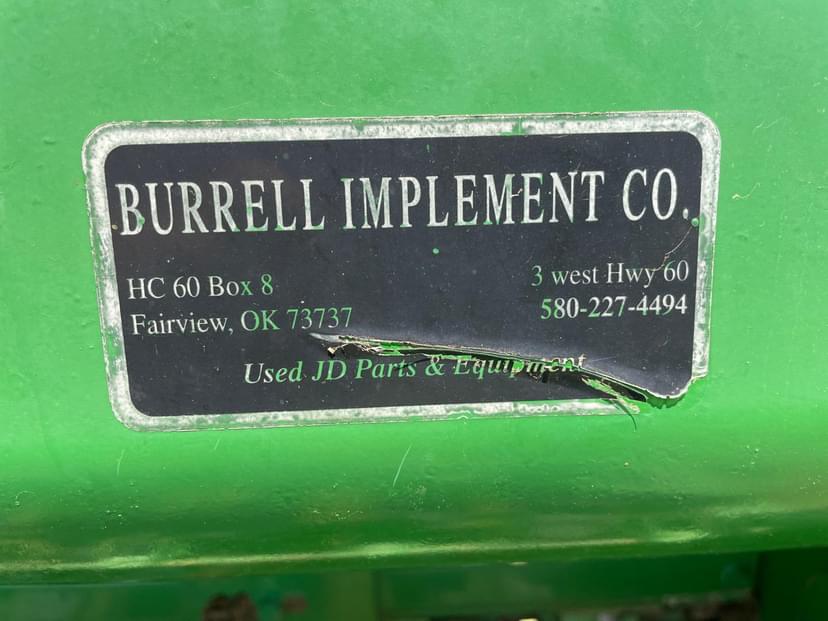 BURRELL IMPLEMENT CO.
HC 60 Box 8
3 west Hwy 60
Fairview, OK 73737
580-227-4494
Used JD Parts & Equipment